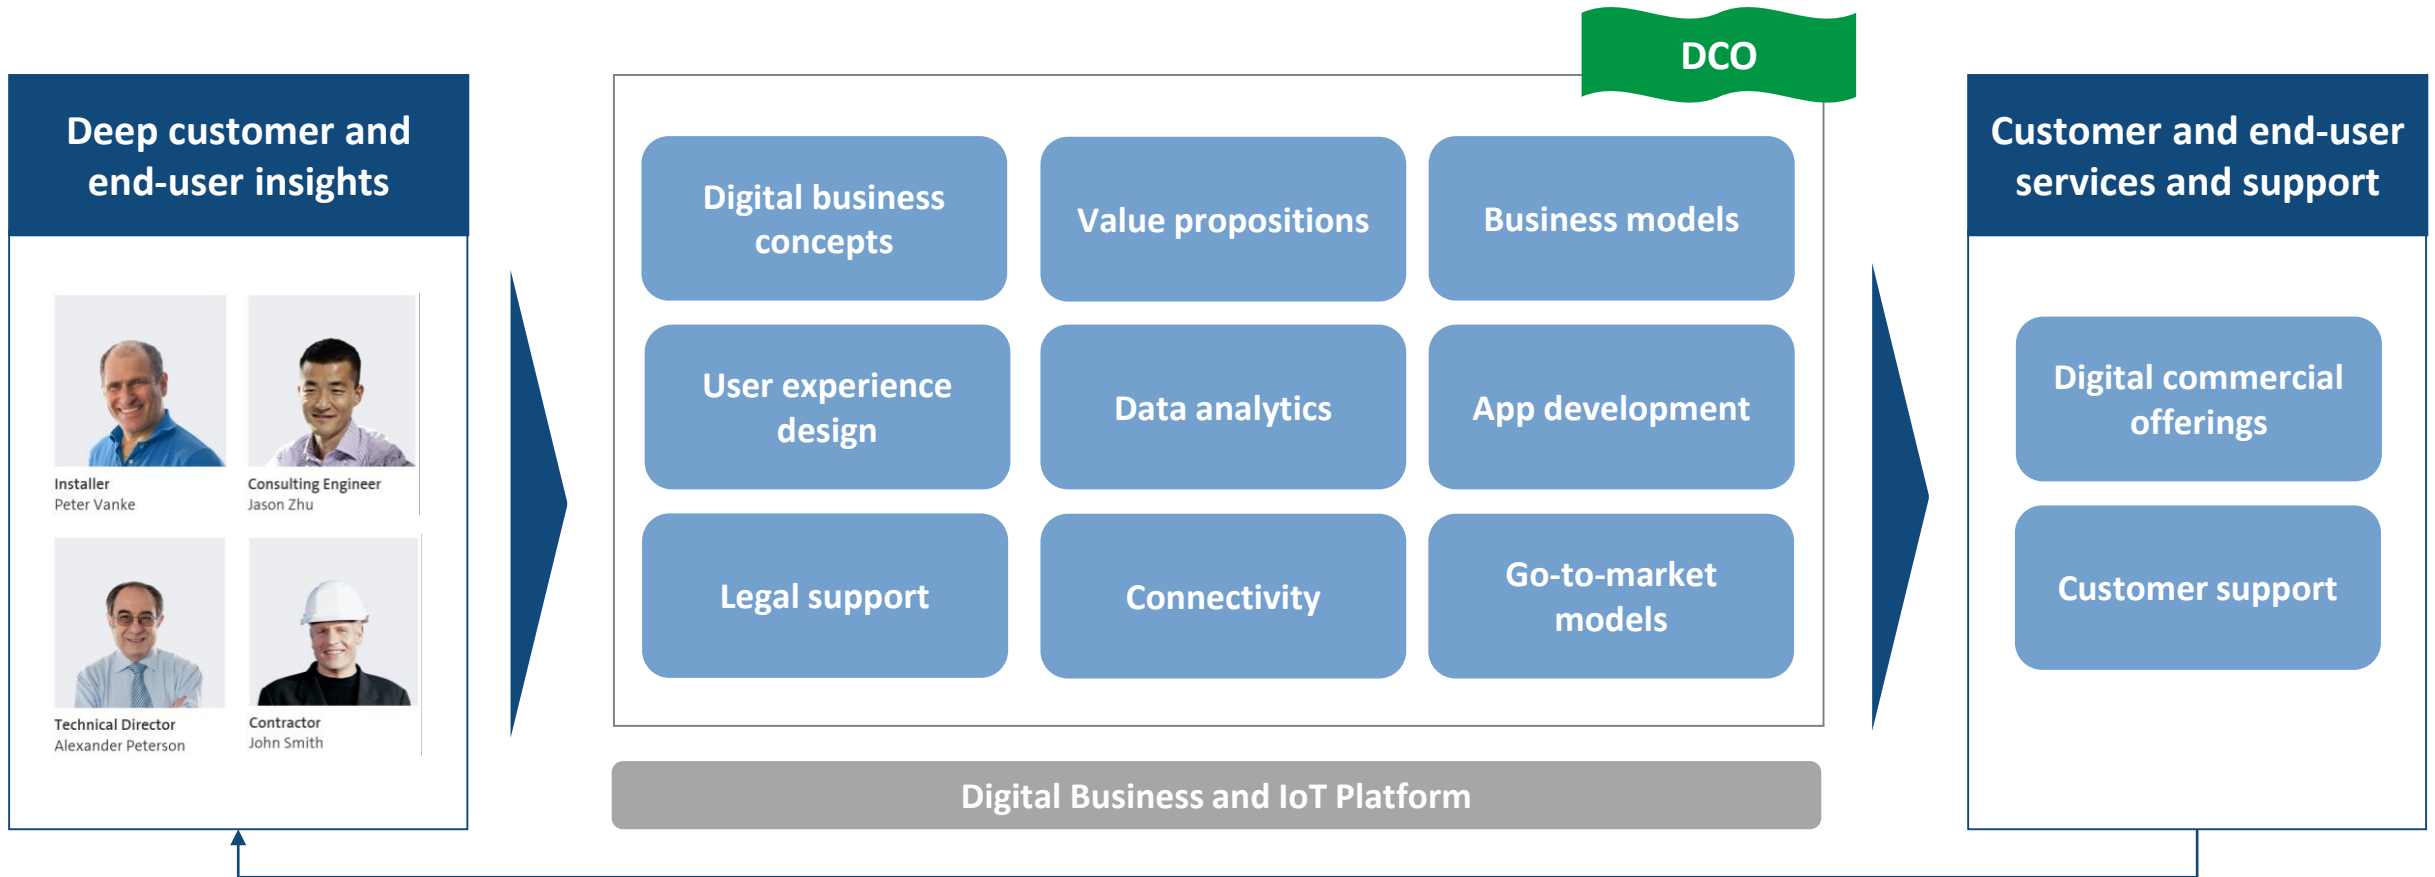 DCO
Deep customer and
end-user insights
Installer
Peter Vanke
Consulting Engineer
Jason Zhu
Technical Director
Alexander Peterson
Contractor
John Smith
Digital business
concepts
Value propositions
Business models
User experience
design
Data analytics
App development
Legal support
Connectivity
Go-to-market
models
Digital Business and IoT Platform
Customer and end-user
services and support
Digital commercial
offerings
Customer support